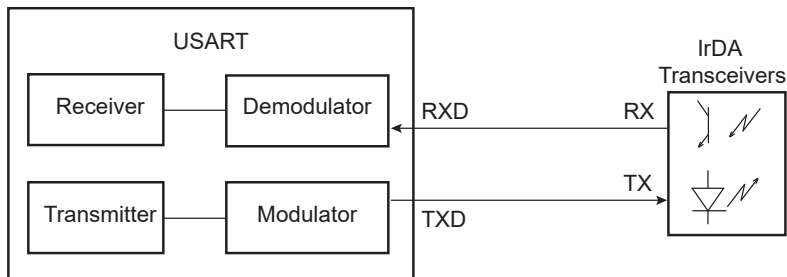 USART
IrDA
Transceivers
Receiver
Demodulator
RXD
RX
Transmitter
Modulator
TX
TXD